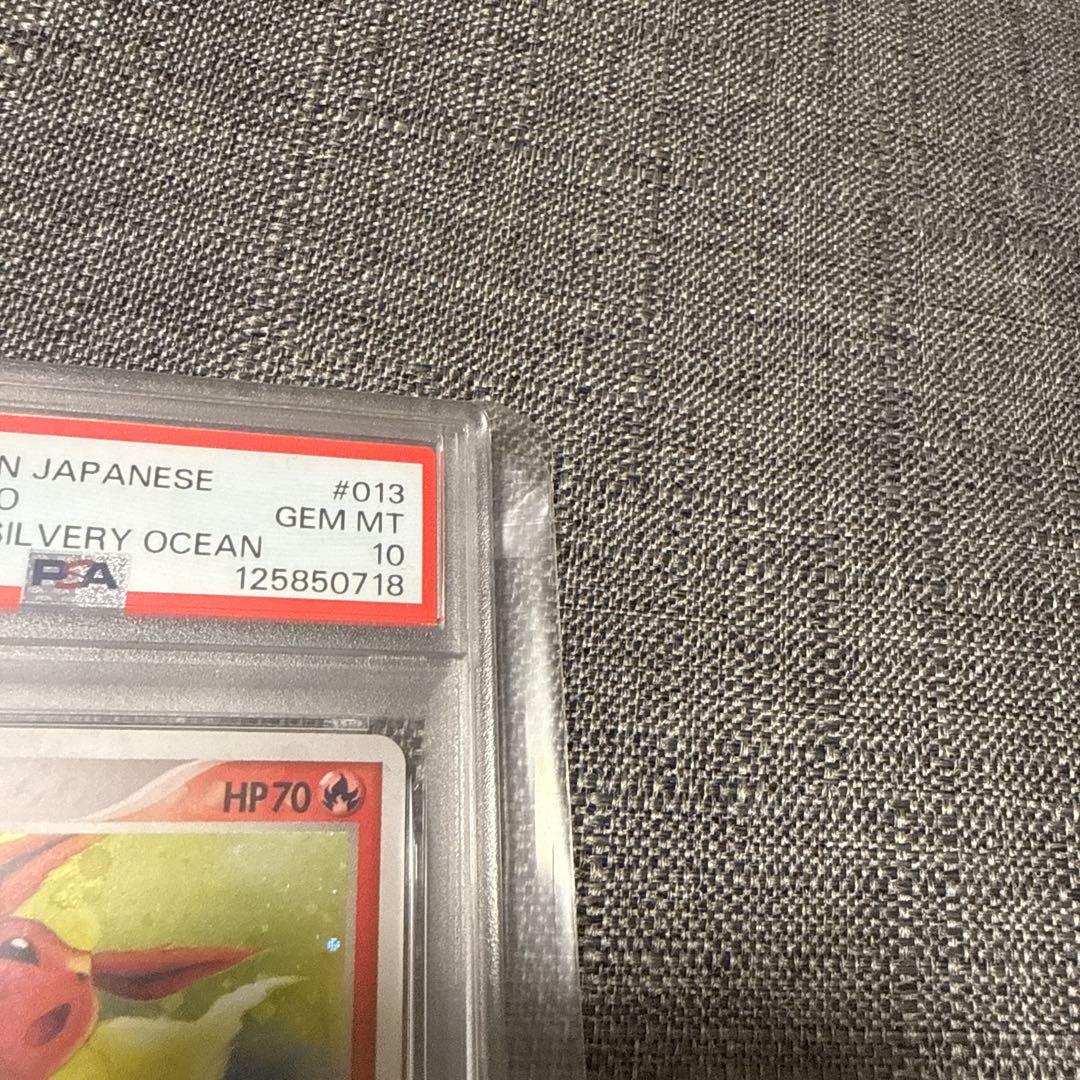 N JAPANESE #013
O GEM MT
SILVERY OCEAN 10
PSA 125850718
HP70